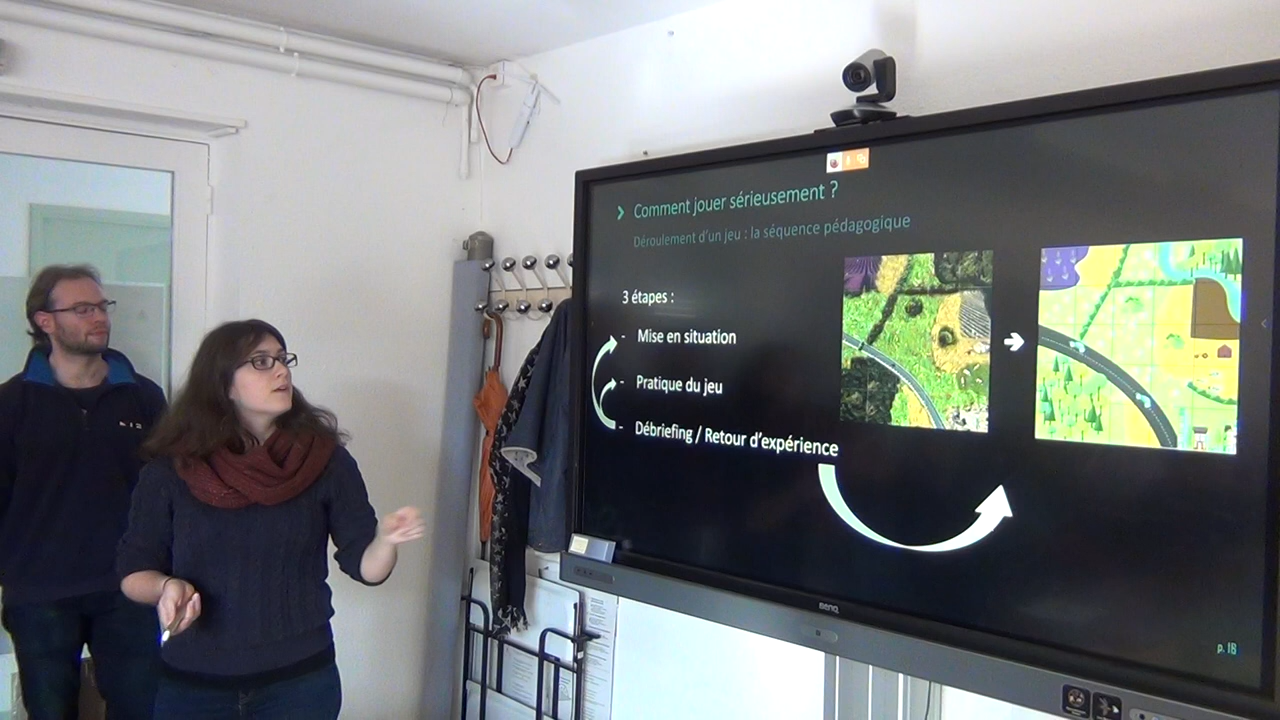 Comment jouer sérieusement ?
Déroulement d'un jeu : la séquence pédagogique
3 étapes :
- Mise en situation
- Pratique du jeu
- Débriefing / Retour d'expérience
p. 18
BenQ